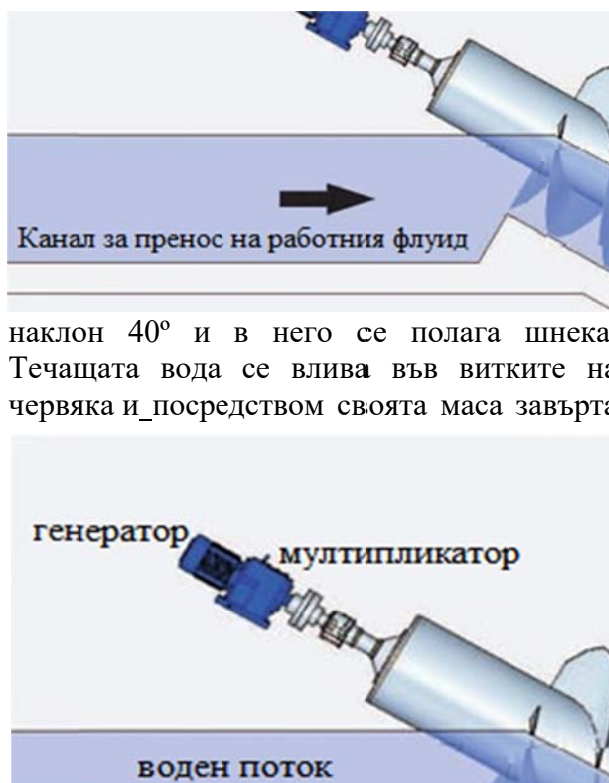 Канал за пренос на работния флуид
наклон 40º и в него се полага шнека
Течащата вода се влива във витките на
червяка и_посредством своята маса завърта
генератор
мултипликатор
воден поток